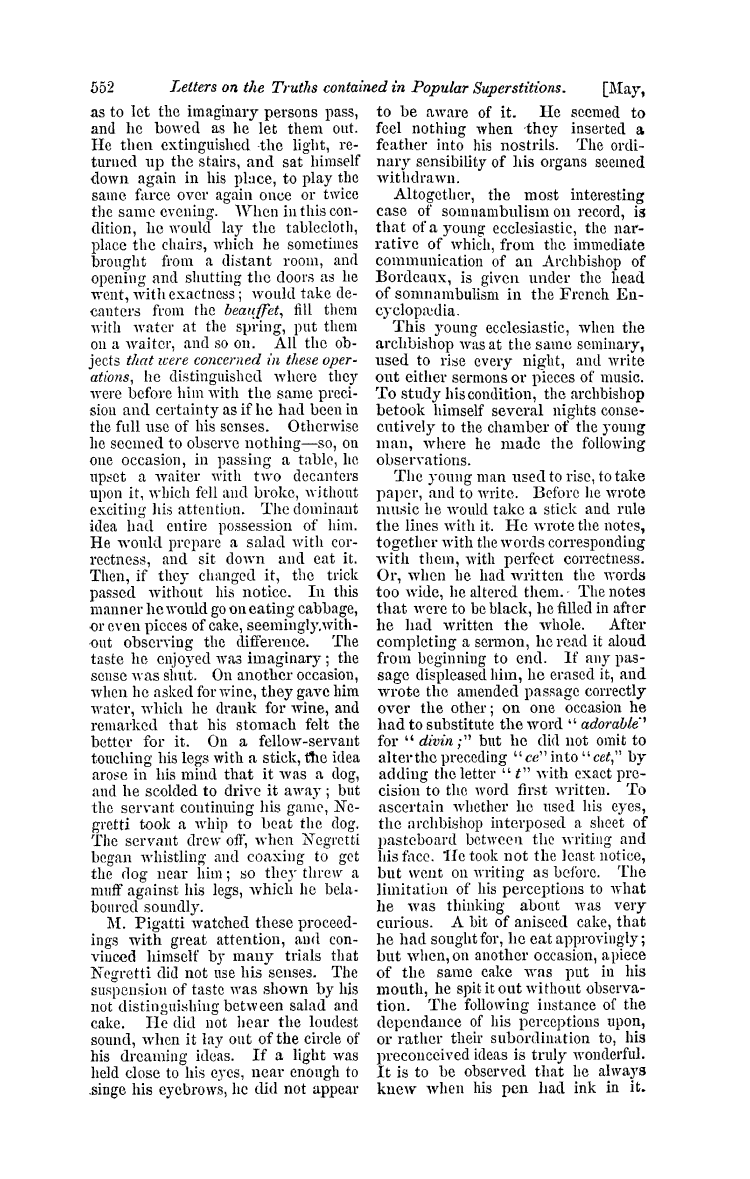 552 Letters on the Truths contained in Popular Superstitions. [May,
as to let the imaginary persons pass,
and he bowed as he let them out.
He then extinguished the light, re-
turned up the stairs, and sat himself
down again in his place, to play the
same farce over again once or twice
the same evening. When in this con-
dition, he would lay the tablecloth,
place the chairs, which he sometimes
brought from a distant room, and
opening and shutting the doors as he
went, with exactness; would take de-
canters from the beauffet, fill them
with water at the spring, put them
on a waiter, and so on. All the ob-
jects that were concerned in these oper-
ations, he distinguished where they
were before him with the same preci-
sion and certainty as if he had been in
the full use of his senses. Otherwise
he seemed to observe nothing—so, on
one occasion, in passing a table, he
upset a waiter with two decanters
upon it, which fell and broke, without
exciting his attention. The dominant
idea had entire possession of him.
He would prepare a salad with cor-
rectness, and sit down and eat it.
Then, if they changed it, the trick
passed without his notice. In this
manner he would go on eating cabbage,
or even pieces of cake, seemingly with-
out observing the difference. The
taste he enjoyed was imaginary; the
sense was shut. On another occasion,
when he asked for wine, they gave him
water, which he drank for wine, and
remarked that his stomach felt the
better for it. On a fellow-servant
touching his legs with a stick, the idea
arose in his mind that it was a dog,
and he scolded to drive it away; but
the servant continuing his game, Ne-
gretti took a whip to beat the dog.
The servant drew off, when Negretti
began whistling and coaxing to get
the dog near him; so they threw a
muff against his legs, which he bela-
boured soundly.
M. Pigatti watched these proceed-
ings with great attention, and con-
vinced himself by many trials that
Negretti did not use his senses. The
suspension of taste was shown by his
not distinguishing between salad and
cake. He did not hear the loudest
sound, when it lay out of the circle of
his dreaming ideas. If a light was
held close to his eyes, near enough to
singe his eyebrows, he did not appear
to be aware of it. He seemed to
feel nothing when they inserted a
feather into his nostrils. The ordi-
nary sensibility of his organs seemed
withdrawn.
Altogether, the most interesting
case of somnambulism on record, is
that of a young ecclesiastic, the nar-
rative of which, from the immediate
communication of an Archbishop of
Bordeaux, is given under the head
of somnambulism in the French En-
cyclopædia.
This young ecclesiastic, when the
archbishop was at the same seminary,
used to rise every night, and write
out either sermons or pieces of music.
To study his condition, the archbishop
betook himself several nights conse-
cutively to the chamber of the young
man, where he made the following
observations.
The young man used to rise, to take
paper, and to write. Before he wrote
music he would take a stick and rule
the lines with it. He wrote the notes,
together with the words corresponding
with them, with perfect correctness.
Or, when he had written the words
too wide, he altered them. The notes
that were to be black, he filled in after
he had written the whole. After
completing a sermon, he read it aloud
from beginning to end. If any pas-
sage displeased him, he erased it, and
wrote the amended passage correctly
over the other; on one occasion he
had to substitute the word "adorable"
for "divin;" but he did not omit to
alter the preceding "ce" into "cet," by
adding the letter "t" with exact pre-
cision to the word first written. To
ascertain whether he used his eyes,
the archbishop interposed a sheet of
pasteboard between the writing and
his face. He took not the least notice,
but went on writing as before. The
limitation of his perceptions to what
he was thinking about was very
curious. A bit of aniseed cake, that
he had sought for, he eat approvingly;
but when, on another occasion, a piece
of the same cake was put in his
mouth, he spit it out without observa-
tion. The following instance of the
dependance of his perceptions upon,
or rather their subordination to, his
preconceived ideas is truly wonderful.
It is to be observed that he always
knew when his pen had ink in it.